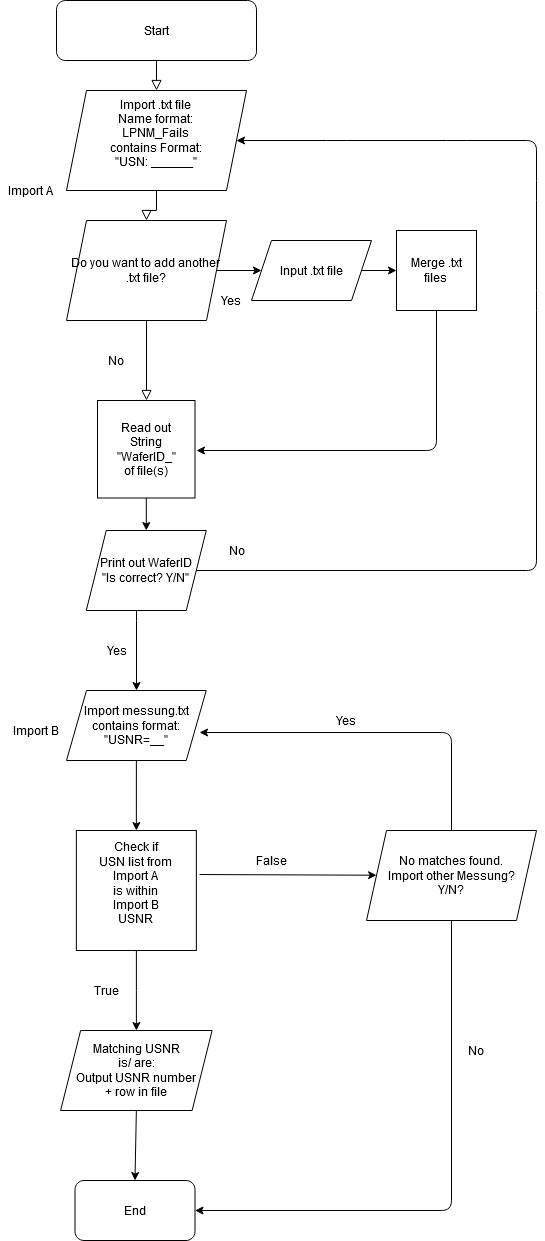 Start
Import .txt file
Name format:
LPNM_Fails
contains Format:
"USN: ______"
Import A
Do you want to add another
.txt file?
Yes
Input .txt file
Merge .txt
files
No
Read out
String
"WaferID_"
of file(s)
Print out WaferID
"Is correct? Y/N"
No
Yes
Import messung.txt
contains format:
"USNR=__"
Import B
Yes
Check if
USN list from
Import A
is within
Import B
USNR
False
No matches found.
Import other Messung?
Y/N?
True
No
Matching USNR
is/ are:
Output USNR number
+ row in file
End